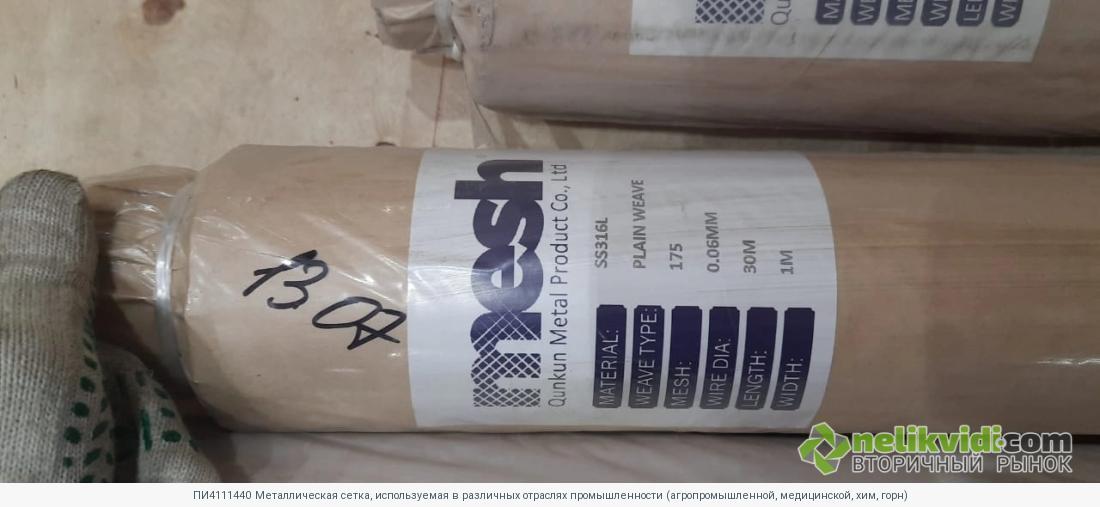 mesh
Qunkun Metal Product Co., Ltd
MATERIAL: SS316L
WEAVE TYPE: PLAIN WEAVE
MESH: 175
WIRE DIA: 0.06MM
LENGTH: 30M
WIDTH: 1M
13 07
nelikvidi.com
ВТОРИЧНЫЙ РЫНОК
ПИ4111440 Металлическая сетка, используемая в различных отраслях промышленности (агропромышленной, медицинской, хим, горн)